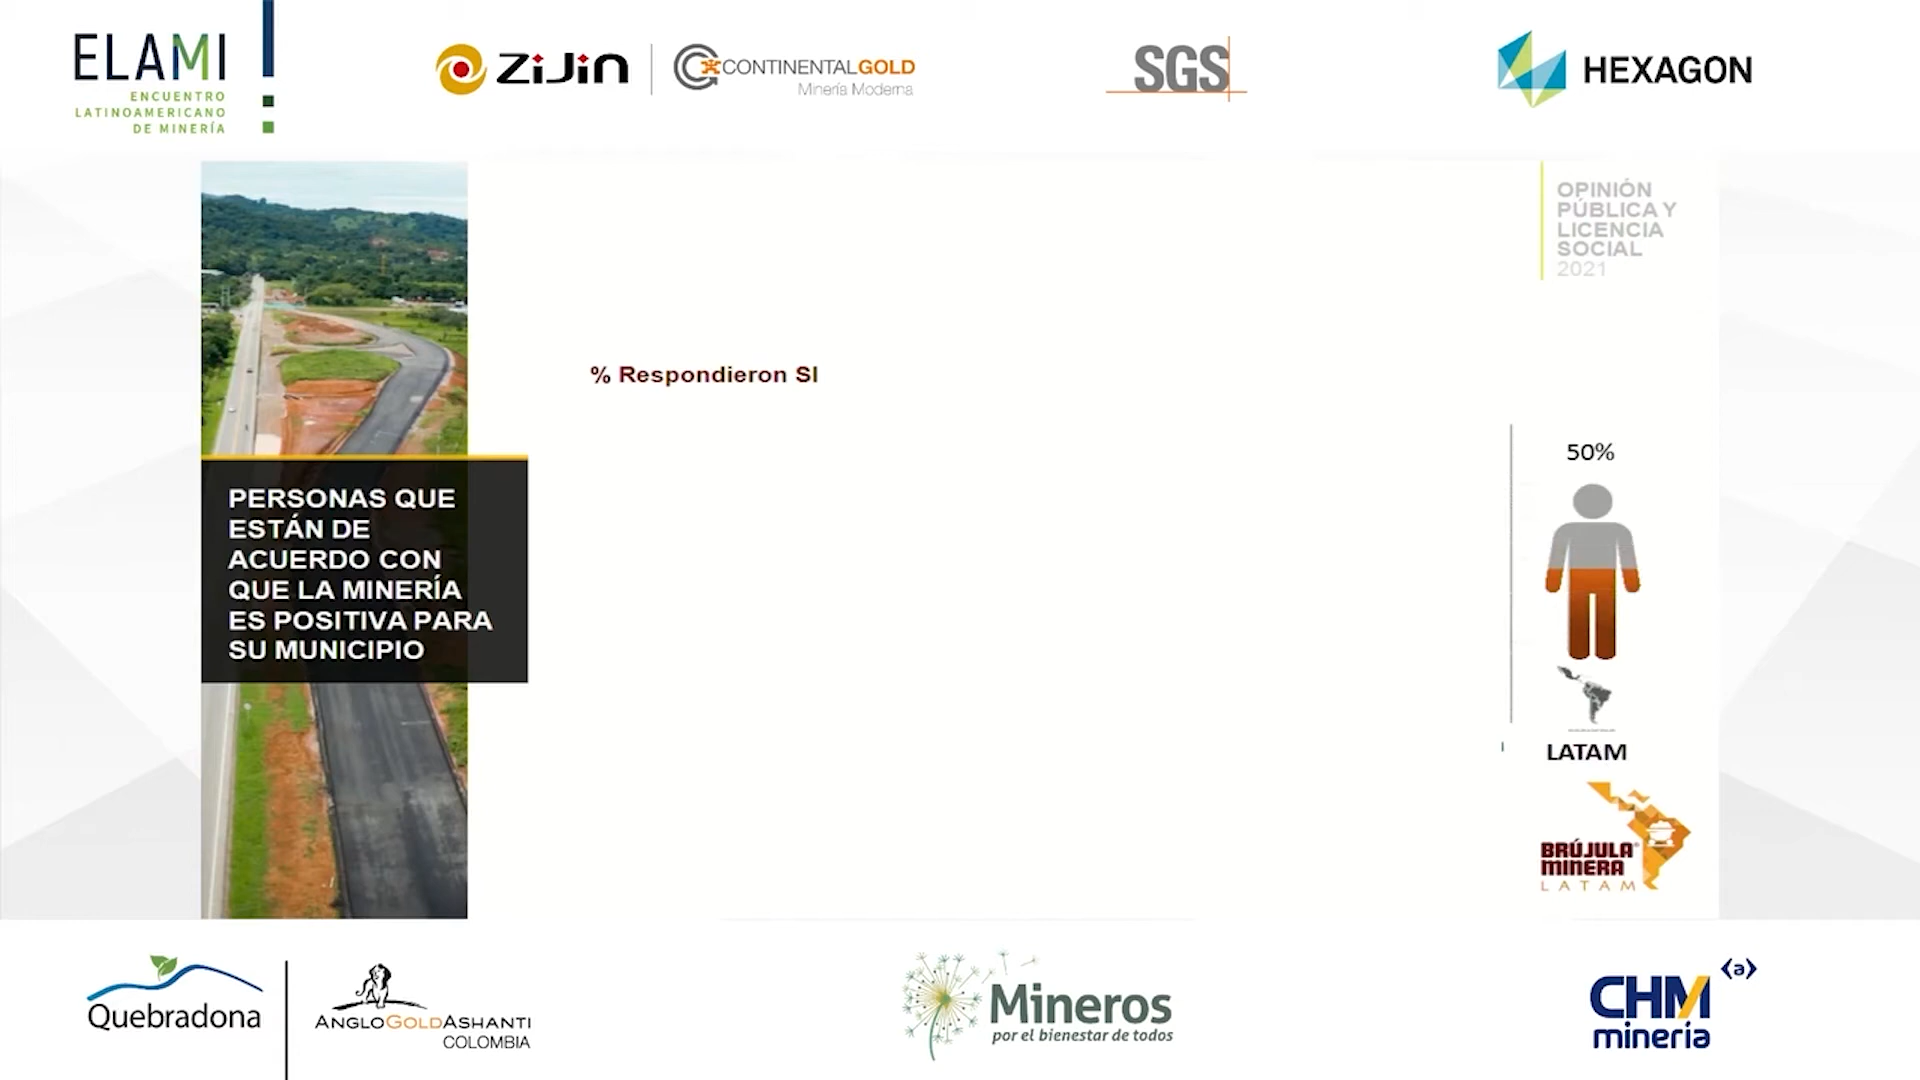 ELAMI
ENCUENTRO
LATINOAMERICANO
DE MINERÍA
ZiJin
CONTINENTALGOLD
Minería Moderna
SGS
HEXAGON
OPINIÓN
PÚBLICA Y
LICENCIA
SOCIAL
2021
% Respondieron SI
50%
PERSONAS QUE
ESTÁN DE
ACUERDO CON
QUE LA MINERÍA
ES POSITIVA PARA
SU MUNICIPIO
LATAM
BRÚJULA®
MINERA
LATAM
Quebradona
ANGLOGOLDASHANTI
COLOMBIA
Mineros
por el bienestar de todos
CHM
minería
(a)